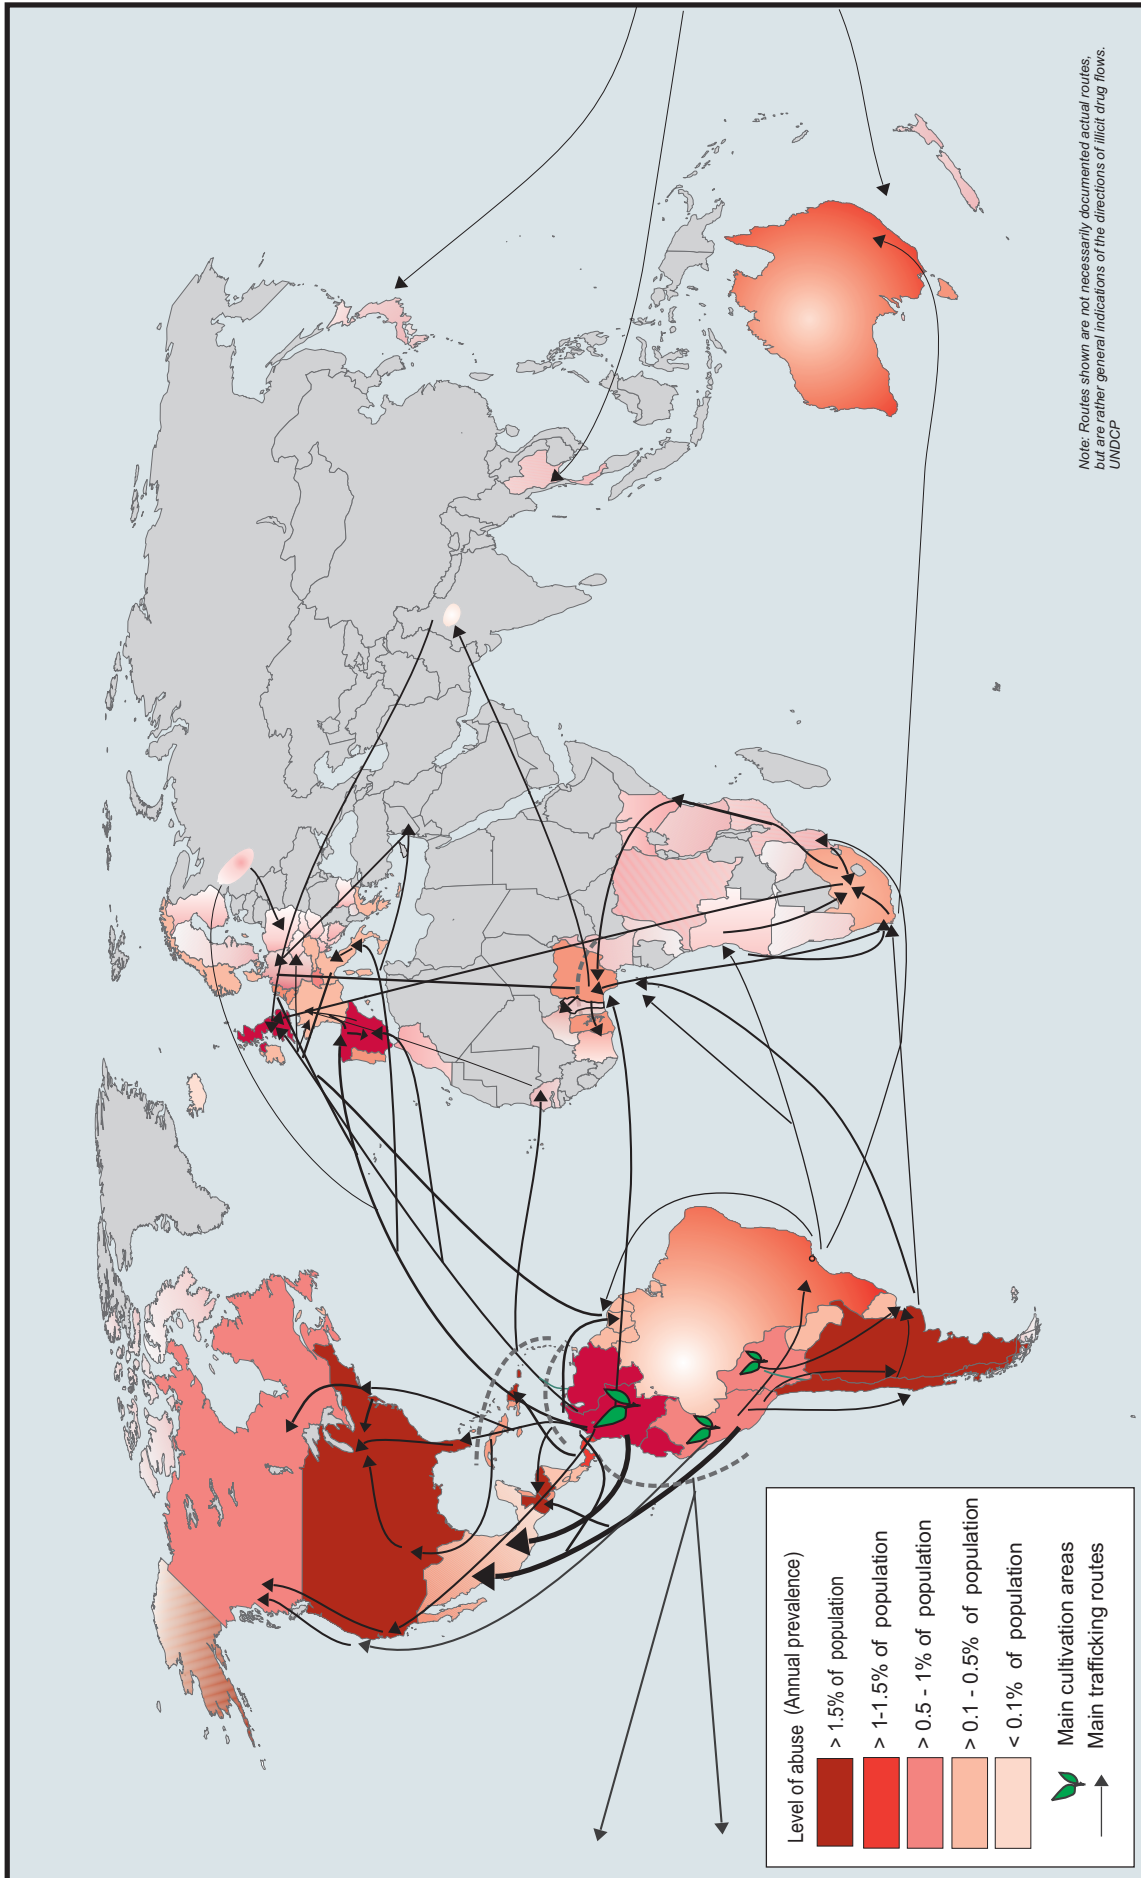 Level of abuse (Annual prevalence)
> 1.5% of population
> 1-1.5% of population
> 0.5 - 1% of population
> 0.1 - 0.5% of population
< 0.1% of population
Main cultivation areas
Main trafficking routes
Note: Routes shown are not necessarily documented actual routes,
but are rather general indications of the directions of illicit drug flows.
UNDCP